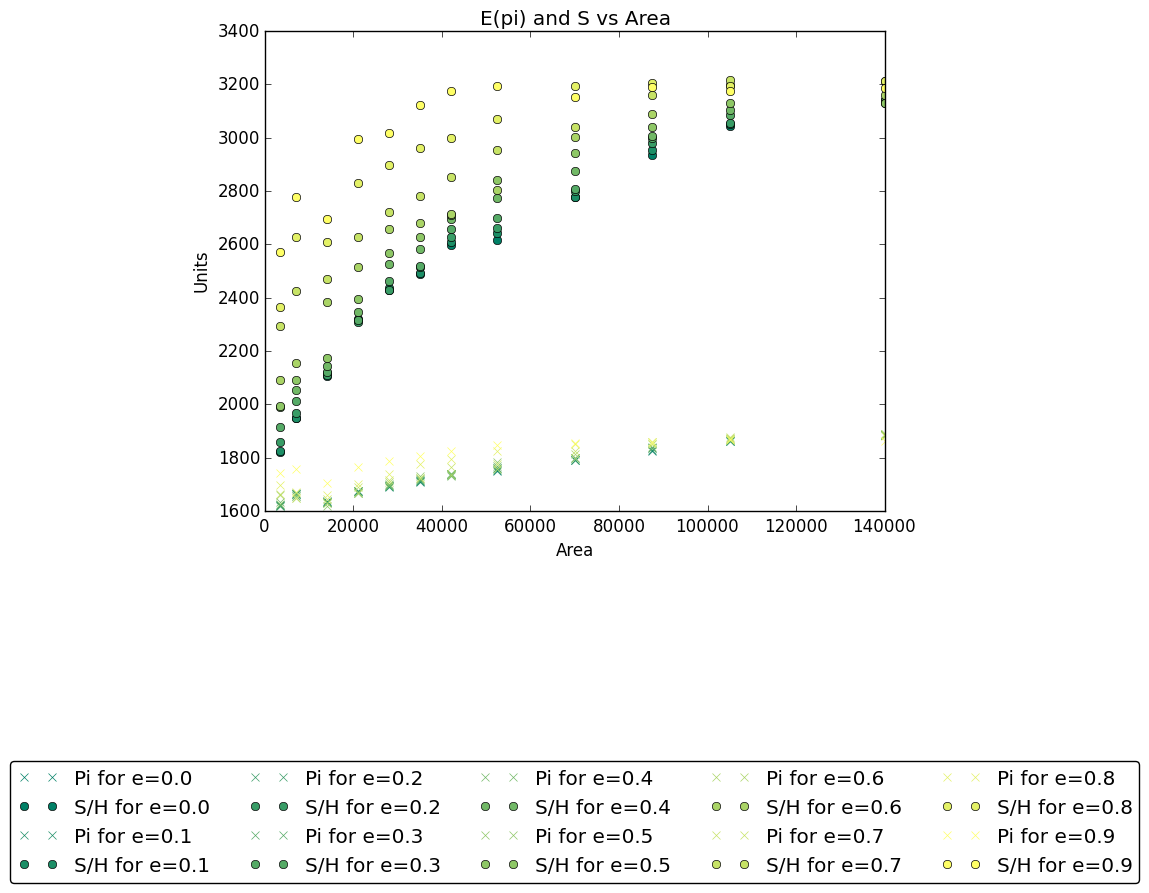 E(pi) and S vs Area
3400
3200
3000
2800
2600
2400
2200
2000
1800
1600
Units
0 20000 40000 60000 80000 100000 120000 140000
Area
Pi for e=0.0 Pi for e=0.2 Pi for e=0.4 Pi for e=0.6 Pi for e=0.8
S/H for e=0.0 S/H for e=0.2 S/H for e=0.4 S/H for e=0.6 S/H for e=0.8
Pi for e=0.1 Pi for e=0.3 Pi for e=0.5 Pi for e=0.7 Pi for e=0.9
S/H for e=0.1 S/H for e=0.3 S/H for e=0.5 S/H for e=0.7 S/H for e=0.9